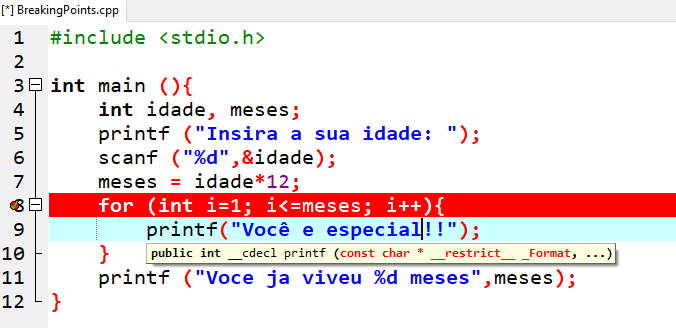 [*] BreakingPoints.cpp
1 #include <stdio.h>
2
3 int main (){
4 int idade, meses;
5 printf ("Insira a sua idade: ");
6 scanf ("%d",&idade);
7 meses = idade*12;
8 for (int i=1; i<=meses; i++){
9 printf("Você e especial!!");
public int __cdecl printf (const char * __restrict__ _Format, ...)
10 }
11 printf ("Voce ja viveu %d meses",meses);
12 }